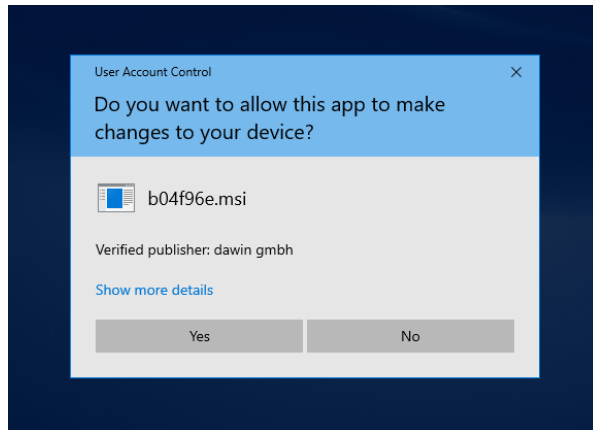 User Account Control
Do you want to allow this app to make
changes to your device?
b04f96e.msi
Verified publisher: dawin gmbh
Show more details
Yes
No